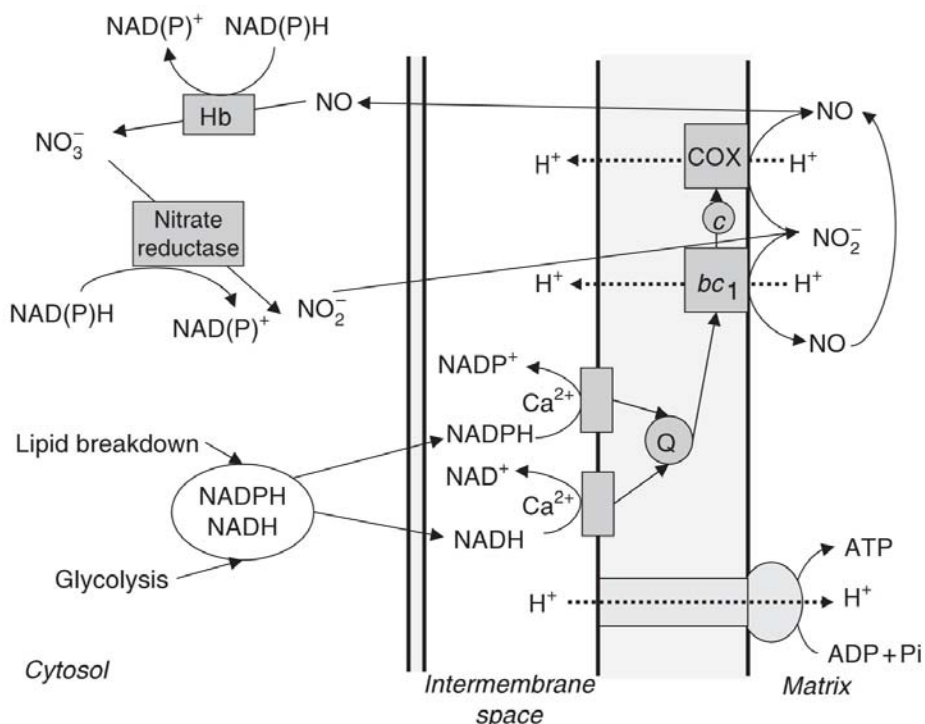 NAD(P)⁺ NAD(P)H
Hb
NO
NO₃⁻
Nitrate
reductase
NAD(P)H
NAD(P)⁺
NO₂⁻
NO
COX
H⁺
H⁺
c
NO₂⁻
bc₁
H⁺
H⁺
NO
NADP⁺
Ca²⁺
NADPH
Q
NAD⁺
Ca²⁺
NADH
Lipid breakdown
NADPH
NADH
Glycolysis
ATP
H⁺
H⁺
ADP + Pi
Cytosol
Intermembrane
space
Matrix